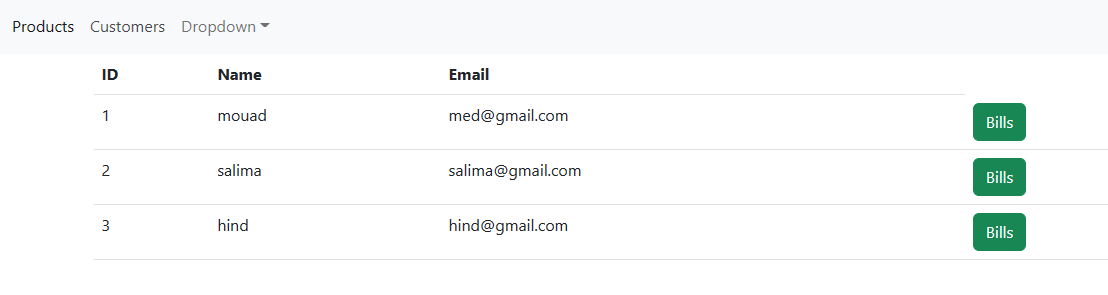 Products Customers Dropdown
ID Name Email
1 mouad med@gmail.com Bills
2 salima salima@gmail.com Bills
3 hind hind@gmail.com Bills